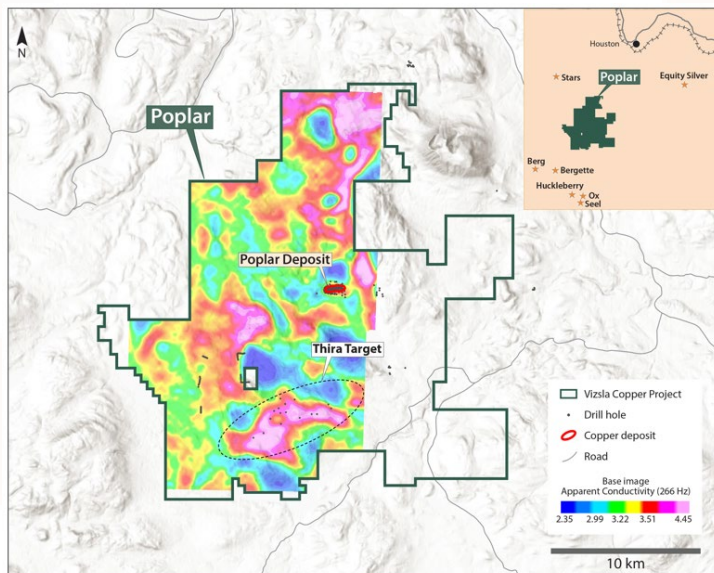 N
Poplar
Poplar Deposit
Thira Target
Houston
Stars
Poplar
Equity Silver
Berg
Bergette
Huckleberry
Ox
Seel
Vizsla Copper Project
Drill hole
Copper deposit
Road
Base image
Apparent Conductivity (266 Hz)
2.35 2.99 3.22 3.51 4.45
10 km